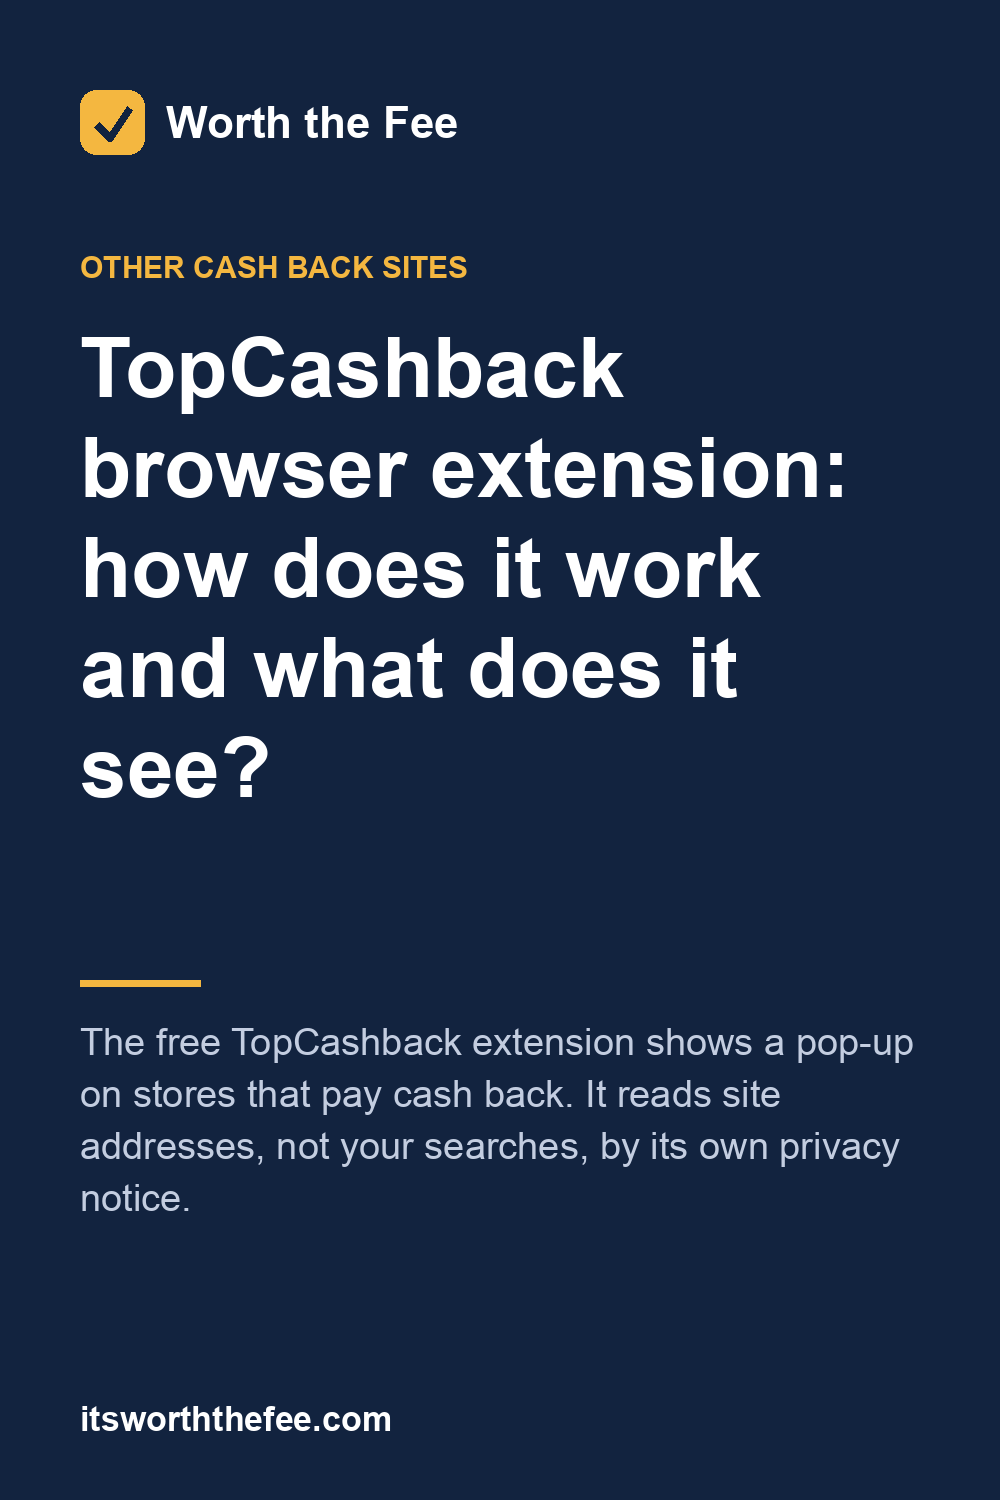 Worth the Fee
OTHER CASH BACK SITES
TopCashback
browser extension:
how does it work
and what does it
see?
The free TopCashback extension shows a pop-up
on stores that pay cash back. It reads site
addresses, not your searches, by its own privacy
notice.
itsworththefee.com